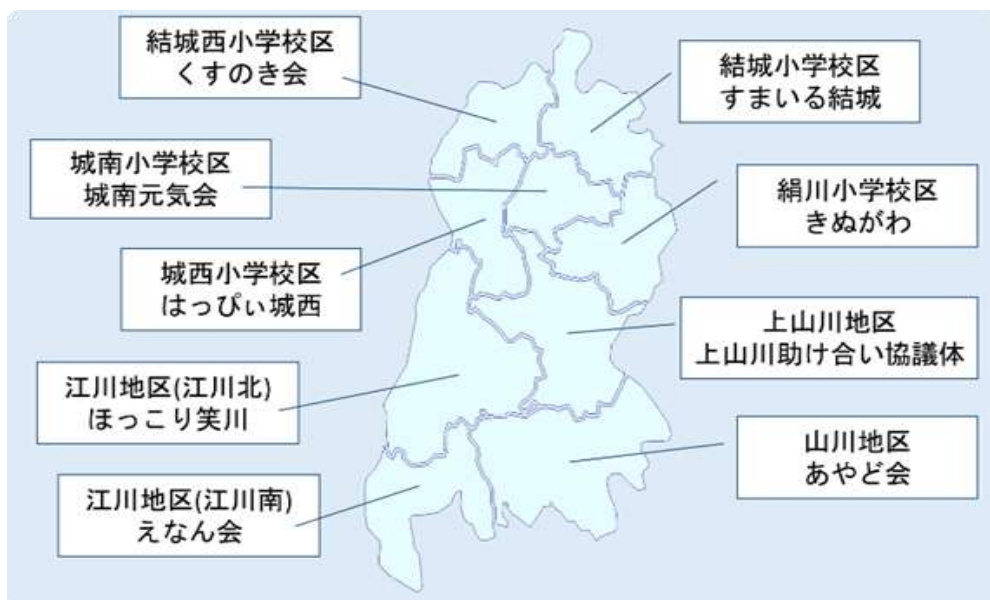 結城西小学校区
くすのき会
結城小学校区
すまいる結城
城南小学校区
城南元気会
絹川小学校区
きぬがわ
城西小学校区
はっぴぃ城西
上山川地区
上山川助け合い協議体
江川地区(江川北)
ほっこり笑川
山川地区
あやど会
江川地区(江川南)
えなん会